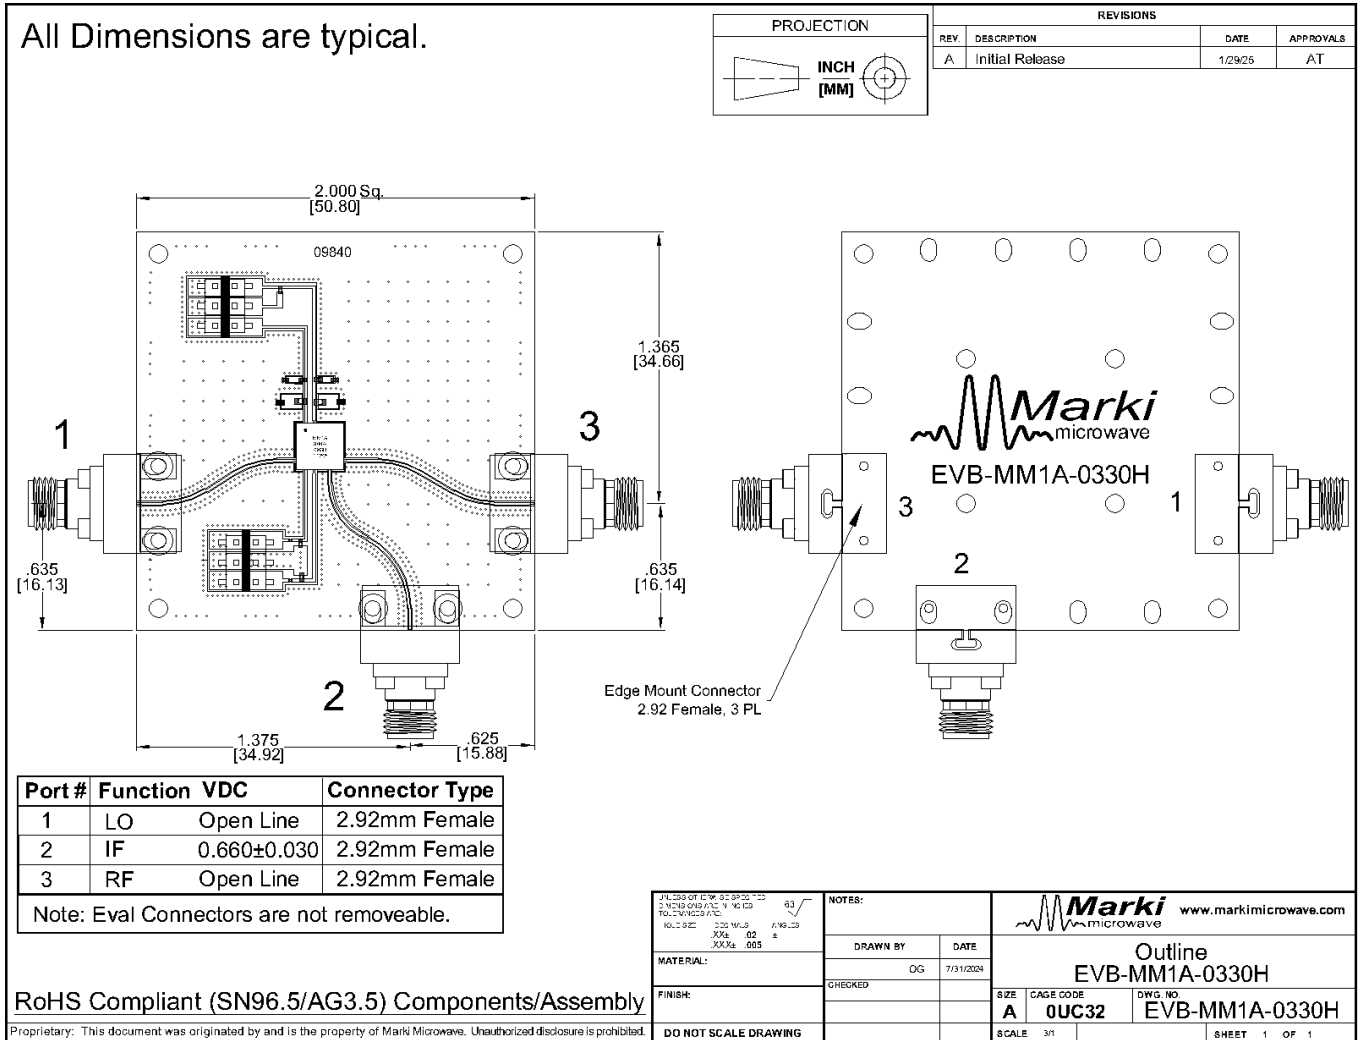 All Dimensions are typical.
PROJECTION
INCH
[MM]
REVISIONS
REV. DESCRIPTION DATE APPROVALS
A Initial Release 1/29/25 AT
2.000 Sq.
[50.80]
09840
1.365
[34.66]
1
3
.635
[16.13]
.635
[16.14]
2
1.375
[34.92]
.625
[15.88]
Marki
microwave
EVB-MM1A-0330H
3
1
2
Edge Mount Connector
2.92 Female, 3 PL
Port # Function VDC Connector Type
1 LO Open Line 2.92mm Female
2 IF 0.660±0.030 2.92mm Female
3 RF Open Line 2.92mm Female
Note: Eval Connectors are not removeable.
RoHS Compliant (SN96.5/AG3.5) Components/Assembly
Proprietary: This document was originated by and is the property of Marki Microwave. Unauthorized disclosure is prohibited.
63
.XX± .02 ±
.XXX± .005
MATERIAL:
FINISH:
DO NOT SCALE DRAWING
NOTES:
DRAWN BY DATE
OG 7/31/2024
CHECKED
Marki
microwave
www.markimicrowave.com
Outline
EVB-MM1A-0330H
SIZE CAGE CODE DWG. NO.
A 0UC32 EVB-MM1A-0330H
SCALE 3/1 SHEET 1 OF 1